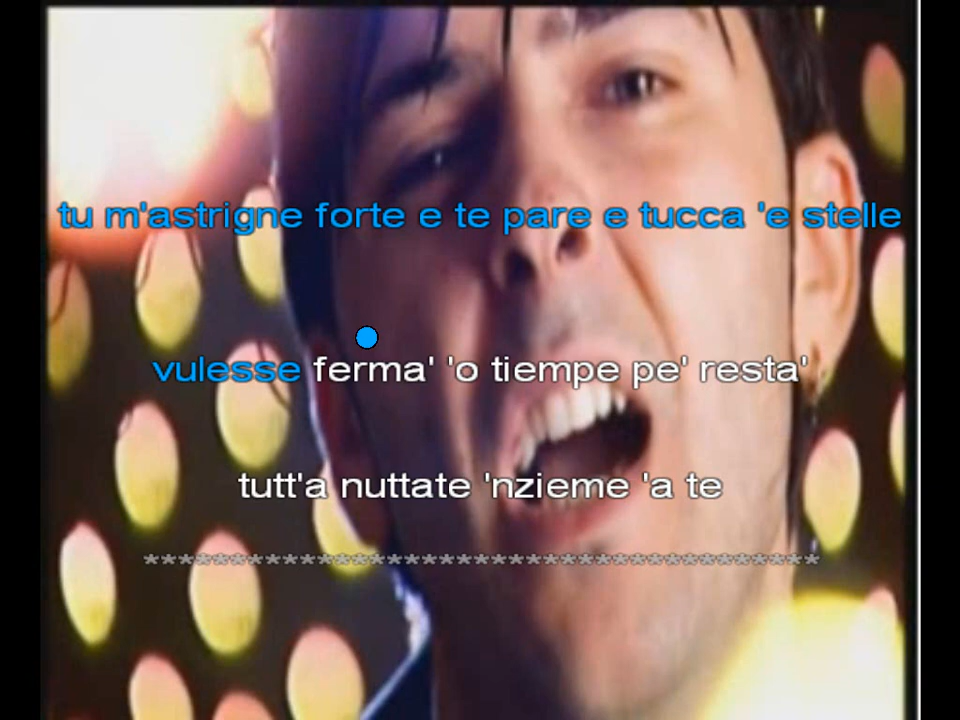 tu m'astrigne forte e te pare e tucca 'e stelle
vulesse ferma' 'o tiempe pe' resta'
tutt'a nuttate 'nzieme 'a te
***************************************